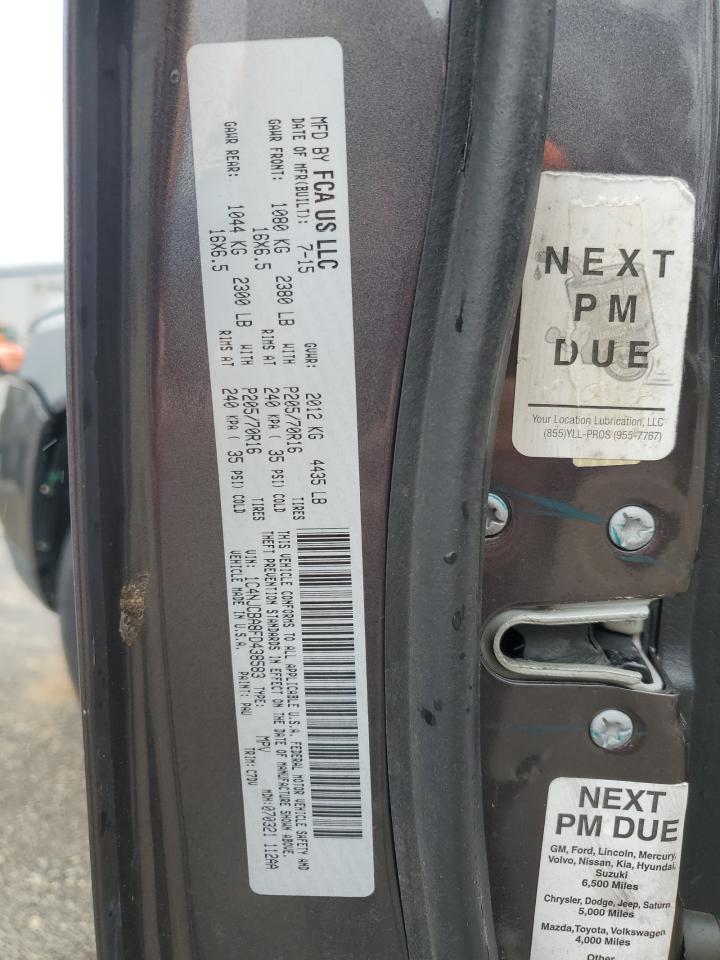 MFD BY FCA US LLC
DATE OF MFR(BUILT): 7-15 GVWR: 2012 KG 4435 LB
GAWR FRONT: 1080 KG 2380 LB WITH P205/70R16 TIRES
16X6.5 RIMS AT 240 KPA ( 35 PSI) COLD
GAWR REAR: 1044 KG 2300 LB WITH P205/70R16 TIRES
16X6.5 RIMS AT 240 KPA ( 35 PSI) COLD
THIS VEHICLE CONFORMS TO ALL APPLICABLE U.S.A. FEDERAL MOTOR VEHICLE SAFETY AND
THEFT PREVENTION STANDARDS IN EFFECT ON THE DATE OF MANUFACTURE SHOWN ABOVE.
VIN: 1C4NJCBA8FD438583 TYPE: MPV MDH:070321 112AA
VEHICLE MADE IN U.S.A. PAINT: PAU TRIM: C7DV
NEXT
PM
DUE
Your Location Lubrication, LLC
(855)YLL-PROS (955-7767)
NEXT
PM DUE
GM, Ford, Lincoln, Mercury,
Volvo, Nissan, Kia, Hyundai,
Suzuki
6,500 Miles
Chrysler, Dodge, Jeep, Saturn
5,000 Miles
Mazda,Toyota, Volkswagen
4,000 Miles
Other